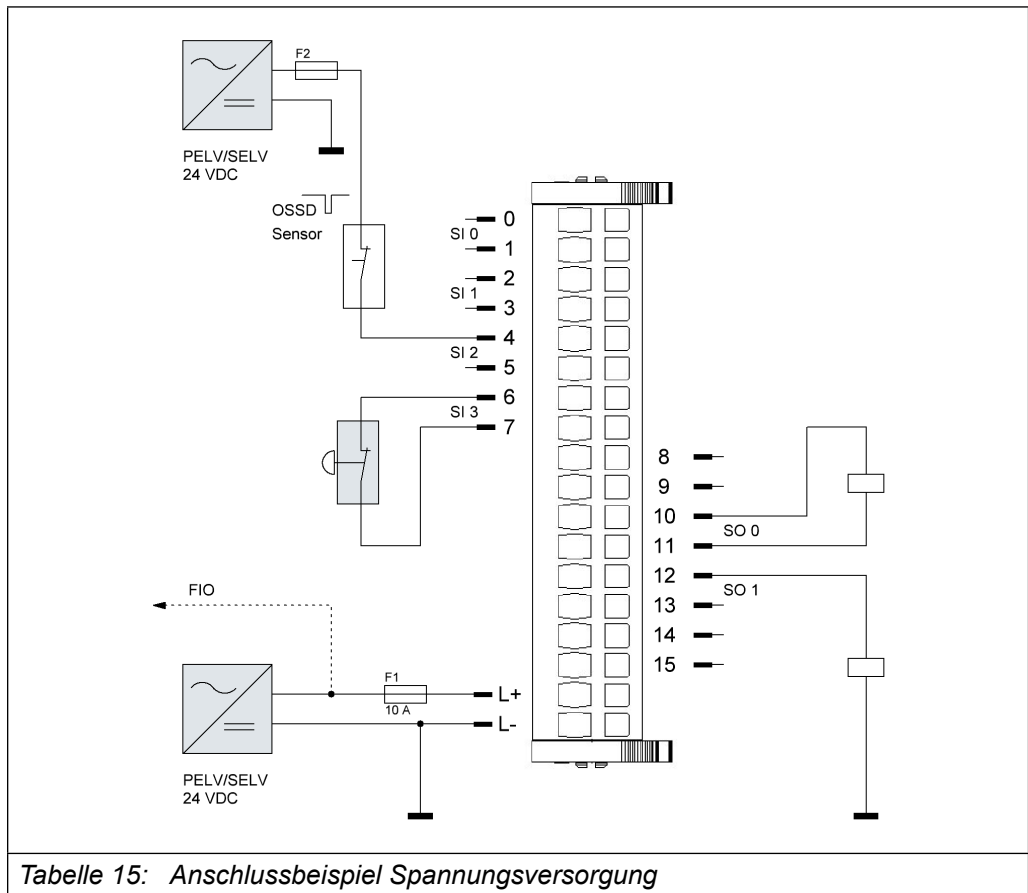 F2
PELV/SELV
24 VDC
OSSD
Sensor
0
SI 0
1
2
SI 1
3
4
SI 2
5
6
SI 3
7
8
9
10
SO 0
11
12
SO 1
13
14
15
FIO
F1
10 A
L+
L-
PELV/SELV
24 VDC
Tabelle 15: Anschlussbeispiel Spannungsversorgung